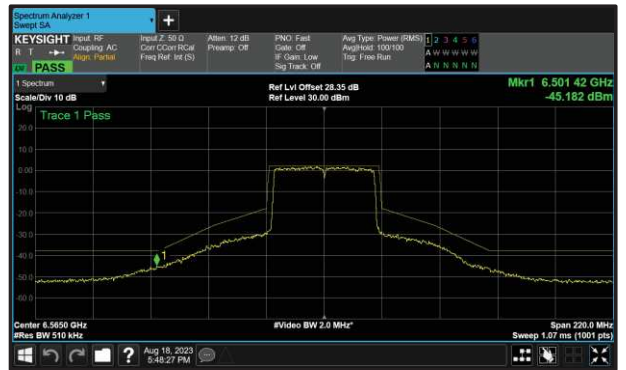 Spectrum Analyzer 1
Swept SA
KEYSIGHT
R T
PASS
Input: RF
Coupling: AC
Align: Partial
Input Z: 50 Ω
Corr CCorr RCal
Freq Ref: Int (S)
Atten: 12 dB
Preamp: Off
PNO: Fast
Gate: Off
IF Gain: Low
Sig Track: Off
Avg Type: Power (RMS)
Avg|Hold: 100/100
Trig: Free Run
1 2 3 4 5 6
A W W W W W
A N N N N N
1 Spectrum
Scale/Div 10 dB
Ref Lvl Offset 28.35 dB
Ref Level 30.00 dBm
Mkr1 6.501 42 GHz
-45.182 dBm
Log
Trace 1 Pass
20.0
10.0
0.00
-10.0
-20.0
-30.0
-40.0
-50.0
-60.0
1
Center 6.5650 GHz
#Res BW 510 kHz
#Video BW 2.0 MHz*
Span 220.0 MHz
Sweep 1.07 ms (1001 pts)
?
Aug 18, 2023
5:48:27 PM